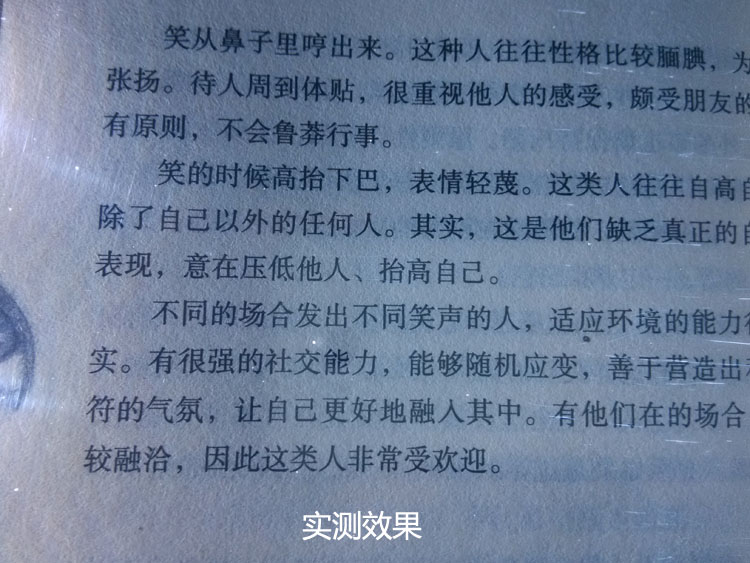 笑从鼻子里哼出来。这种人往往性格比较腼腆，为
张扬。待人周到体贴，很重视他人的感受，颇受朋友的
有原则，不会鲁莽行事。
笑的时候高抬下巴，表情轻蔑。这类人往往自高自
除了自己以外的任何人。其实，这是他们缺乏真正的自
表现，意在压低他人、抬高自己。
不同的场合发出不同笑声的人，适应环境的能力很
实。有很强的社交能力，能够随机应变，善于营造出和
符的气氛，让自己更好地融人其中。有他们在的场合
较融洽，因此这类人非常受欢迎。
实测效果